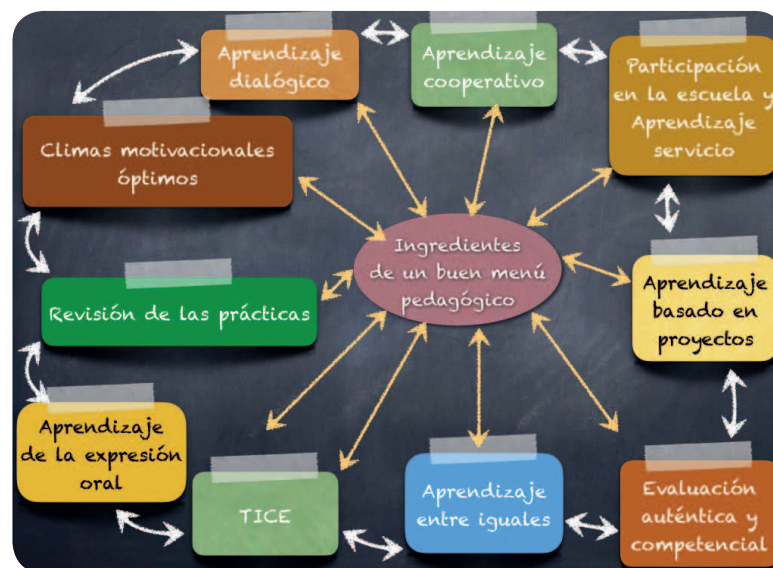 Aprendizaje
dialógico
Aprendizaje
cooperativo
Participación
en la escuela y
Aprendizaje
servicio
Climas motivacionales
óptimos
Ingredientes
de un buen menú
pedagógico
Revisión de las prácticas
Aprendizaje
basado en
proyectos
Aprendizaje
de la expresión
oral
TICE
Aprendizaje
entre iguales
Evaluación
auténtica y
competencial